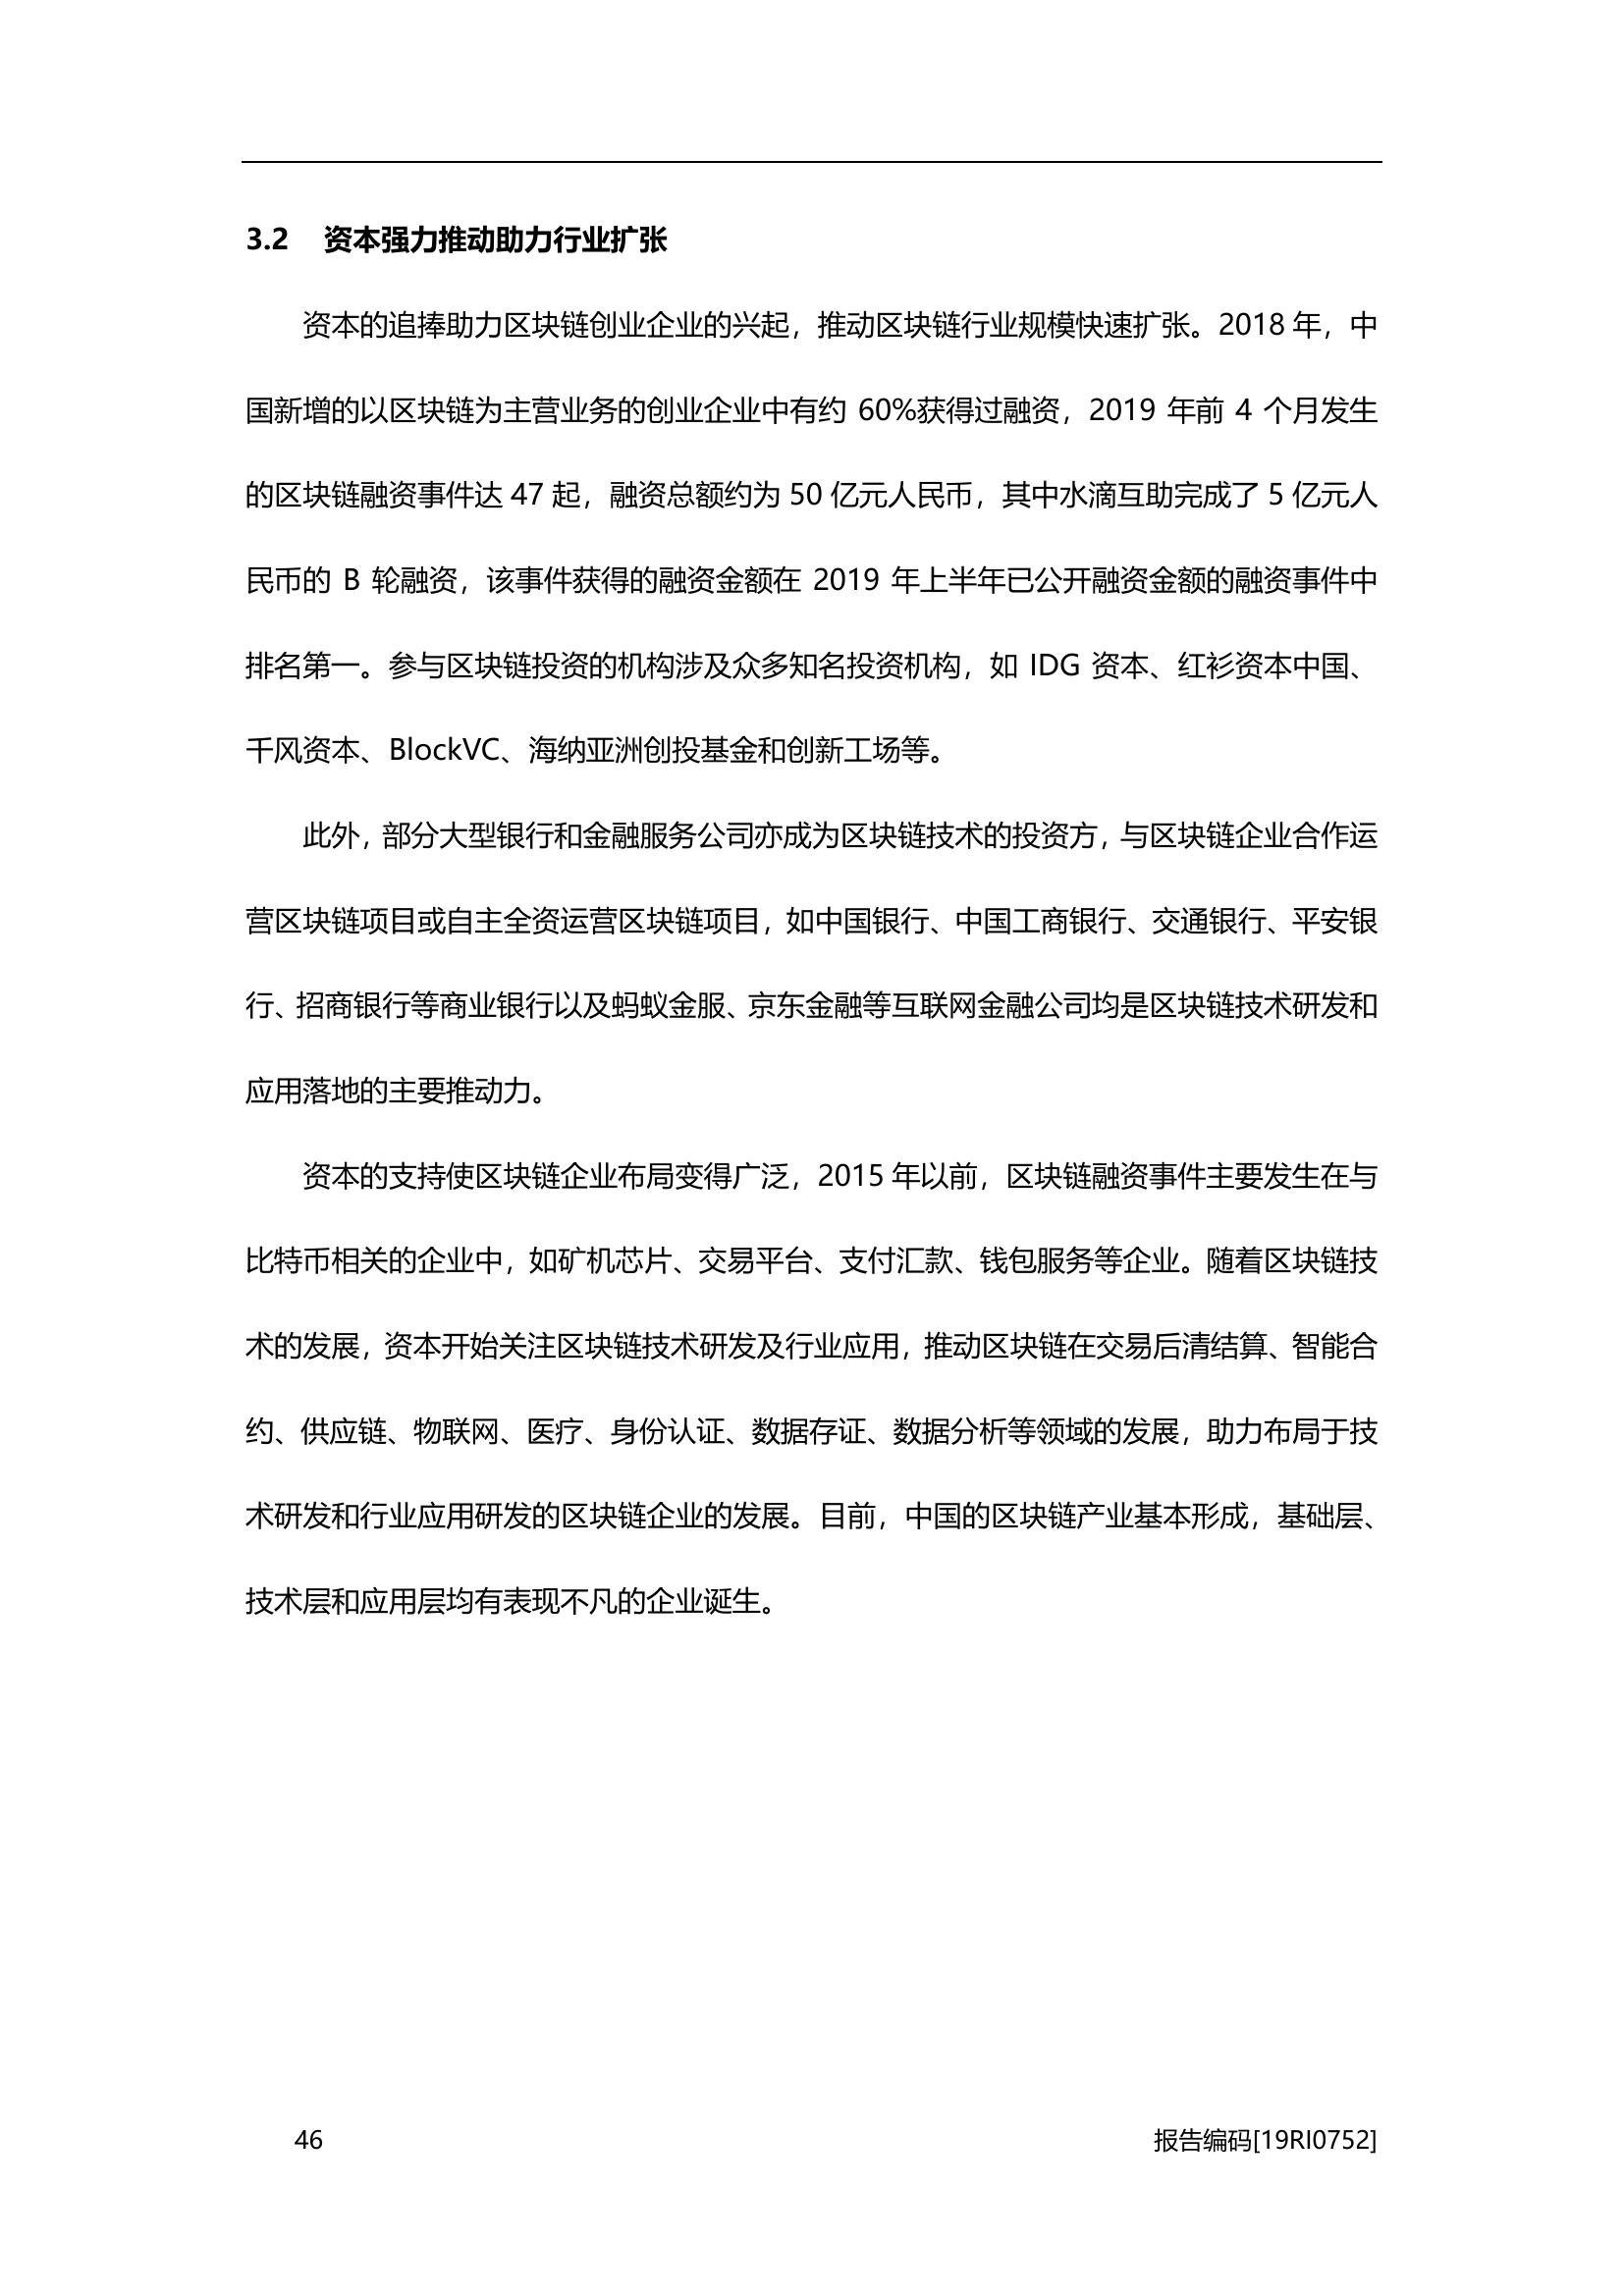 3.2 资本强力推动助力行业扩张
资本的追捧助力区块链创业企业的兴起，推动区块链行业规模快速扩张。2018 年，中
国新增的以区块链为主营业务的创业企业中有约 60%获得过融资，2019 年前 4 个月发生
的区块链融资事件达 47 起，融资总额约为 50 亿元人民币，其中水滴互助完成了 5 亿元人
民币的 B 轮融资，该事件获得的融资金额在 2019 年上半年已公开融资金额的融资事件中
排名第一。参与区块链投资的机构涉及众多知名投资机构，如 IDG 资本、红衫资本中国、
千风资本、BlockVC、海纳亚洲创投基金和创新工场等。
此外，部分大型银行和金融服务公司亦成为区块链技术的投资方，与区块链企业合作运
营区块链项目或自主全资运营区块链项目，如中国银行、中国工商银行、交通银行、平安银
行、招商银行等商业银行以及蚂蚁金服、京东金融等互联网金融公司均是区块链技术研发和
应用落地的主要推动力。
资本的支持使区块链企业布局变得广泛，2015 年以前，区块链融资事件主要发生在与
比特币相关的企业中，如矿机芯片、交易平台、支付汇款、钱包服务等企业。随着区块链技
术的发展，资本开始关注区块链技术研发及行业应用，推动区块链在交易后清结算、智能合
约、供应链、物联网、医疗、身份认证、数据存证、数据分析等领域的发展，助力布局于技
术研发和行业应用研发的区块链企业的发展。目前，中国的区块链产业基本形成，基础层、
技术层和应用层均有表现不凡的企业诞生。
46 报告编码[19RI0752]